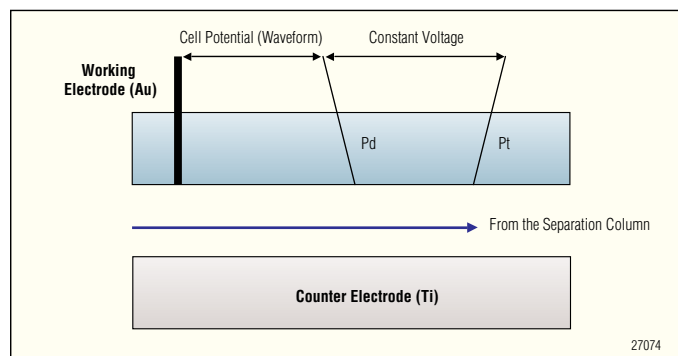 Cell Potential (Waveform)
Constant Voltage
Working
Electrode (Au)
Pd
Pt
From the Separation Column
Counter Electrode (Ti)
27074